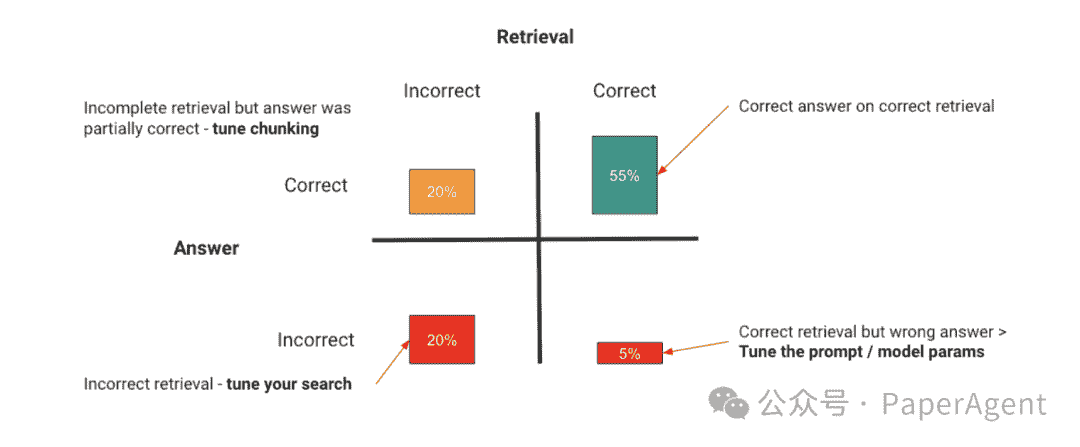 Retrieval
Incorrect
Correct
Incomplete retrieval but answer was
partially correct - tune chunking
Correct answer on correct retrieval
Correct
20%
55%
Answer
Incorrect
20%
5%
Correct retrieval but wrong answer >
Tune the prompt / model params
Incorrect retrieval - tune your search
公众号 · PaperAgent